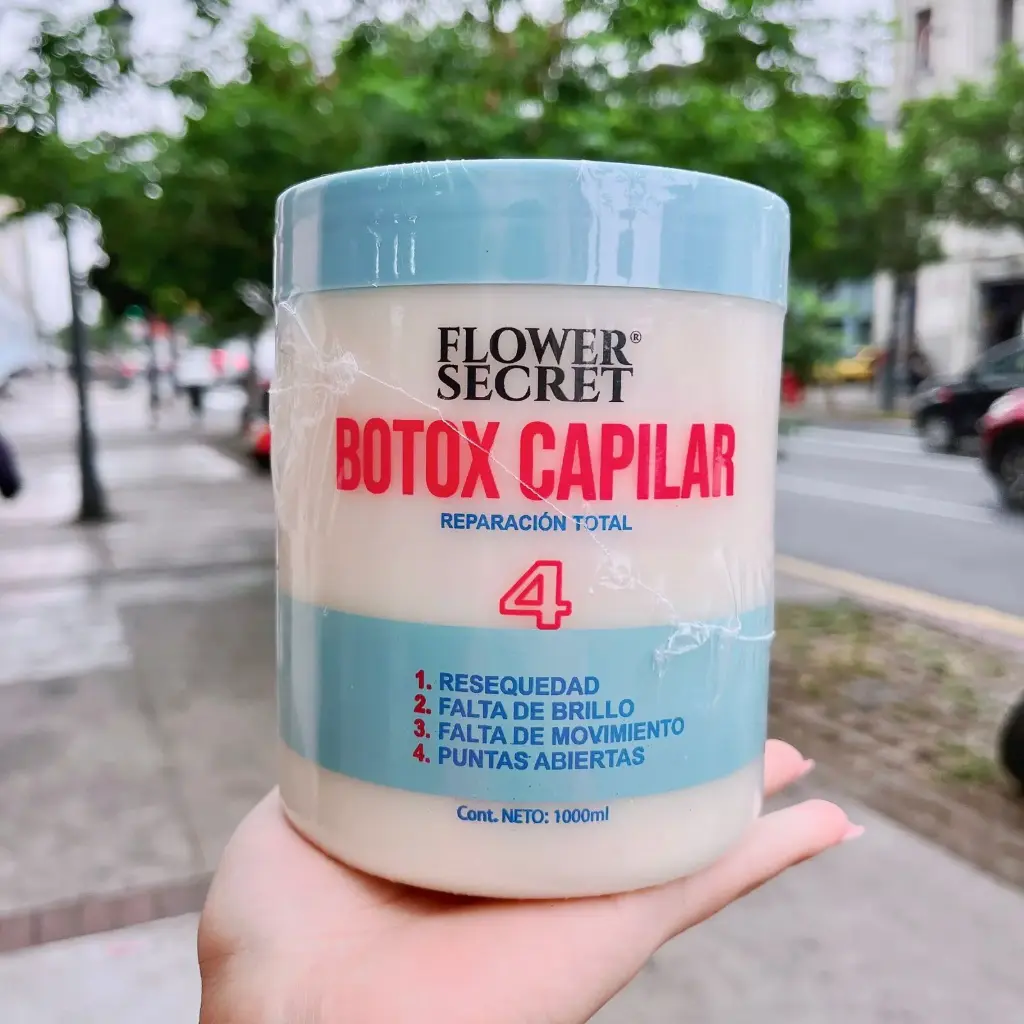 FLOWER®
SECRET
BOTOX CAPILAR
REPARACIÓN TOTAL
4
1. RESEQUEDAD
2. FALTA DE BRILLO
3. FALTA DE MOVIMIENTO
4. PUNTAS ABIERTAS
Cont. NETO: 1000ml